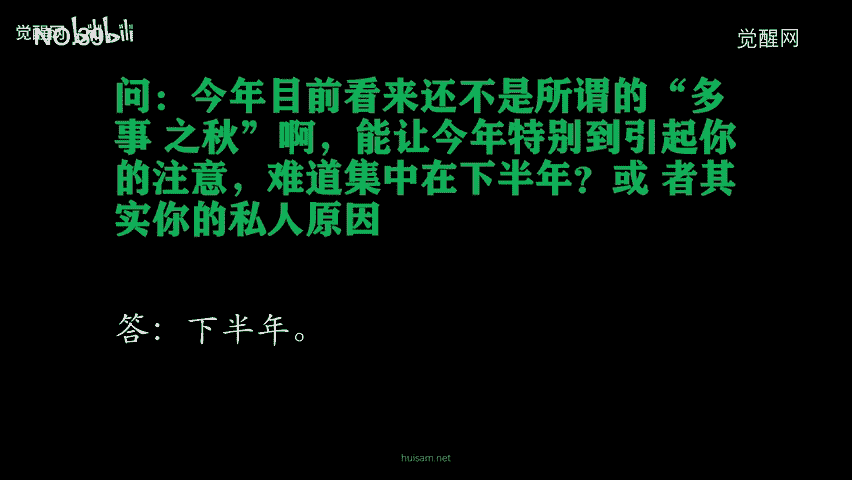 觉醒网
NO.39
bilibili
觉醒网
问：今年目前看来还不是所谓的“多
事 之秋”啊，能让今年特别到引起你
的注意，难道集中在下半年？或 者其
实你的私人原因
答：下半年。
huisam.net